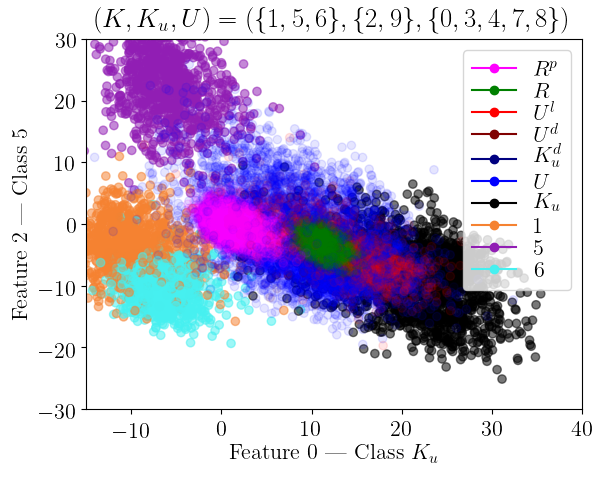 (K, K_u, U) = ({1, 5, 6}, {2, 9}, {0, 3, 4, 7, 8})
30
20
10
0
−10
−20
−30
Feature 2 — Class 5
R^p
R
U^l
U^d
K_u^d
U
K_u
1
5
6
−10
0
10
20
30
40
Feature 0 — Class K_u